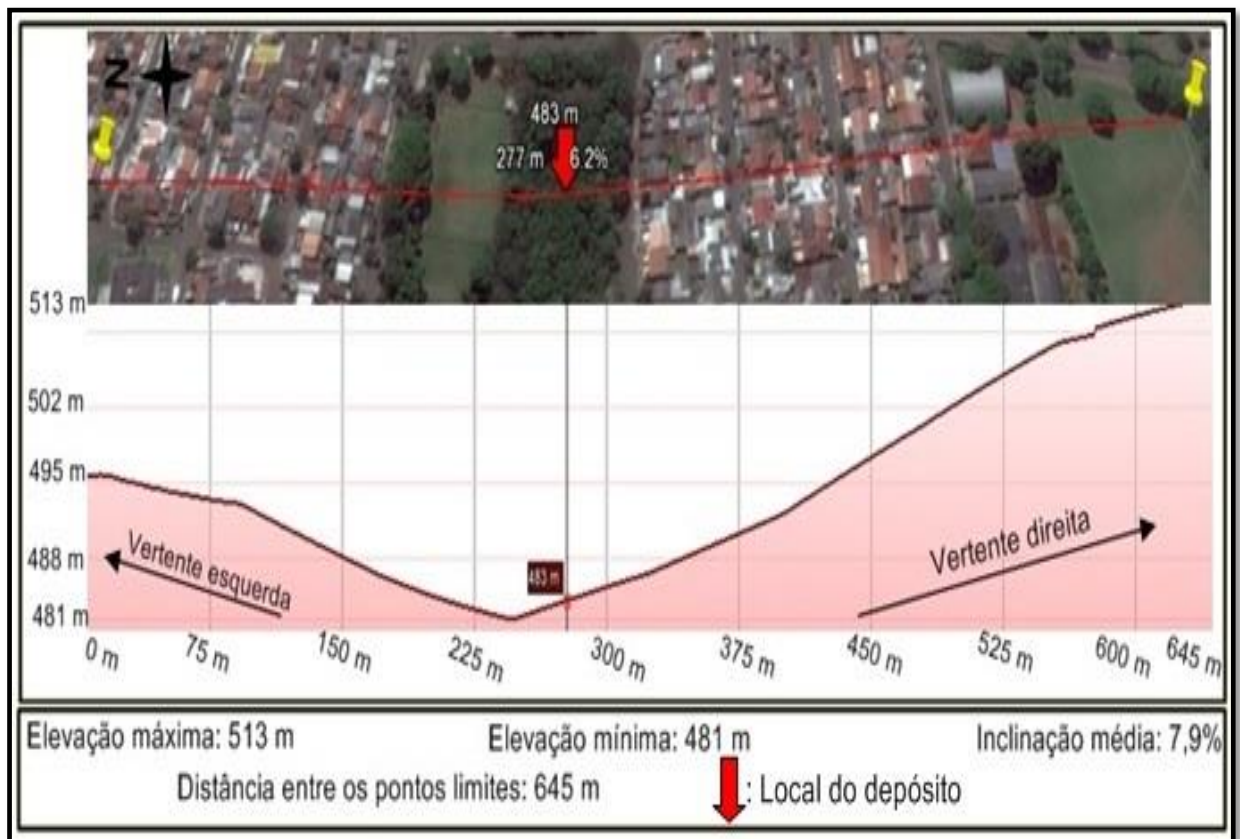 N
483 m
277 m 6.2%
513 m
502 m
495 m
488 m
481 m
Vertente esquerda
483 m
Vertente direita
0 m 75 m 150 m 225 m 300 m 375 m 450 m 525 m 600 m 645 m
Elevação máxima: 513 m Elevação mínima: 481 m Inclinação média: 7,9%
Distância entre os pontos limites: 645 m : Local do depósito